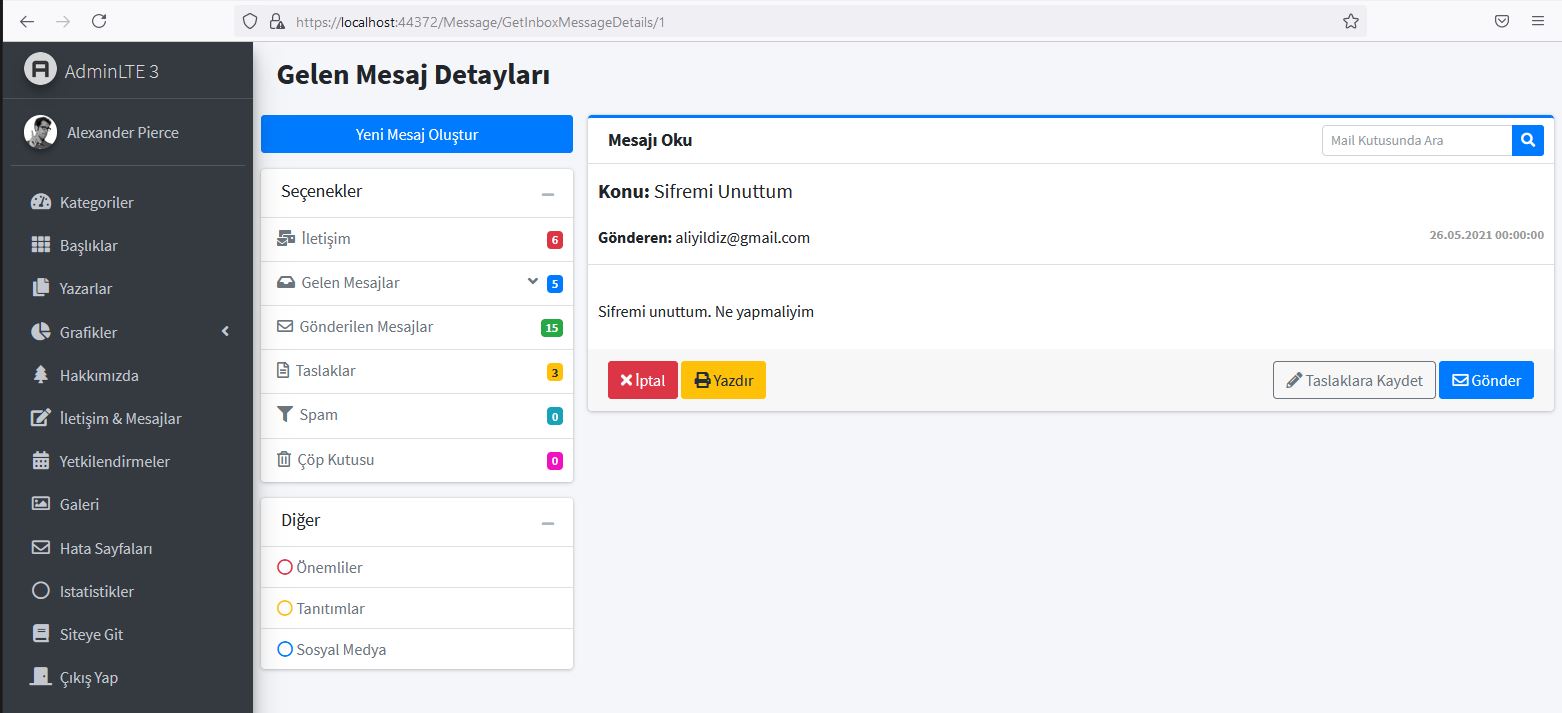 https://localhost:44372/Message/GetInboxMessageDetails/1
AdminLTE 3
Alexander Pierce
Kategoriler
Başlıklar
Yazarlar
Grafikler
Hakkımızda
İletişim & Mesajlar
Yetkilendirmeler
Galeri
Hata Sayfaları
Istatistikler
Siteye Git
Çıkış Yap
Gelen Mesaj Detayları
Yeni Mesaj Oluştur
Seçenekler
İletişim 6
Gelen Mesajlar 5
Gönderilen Mesajlar 15
Taslaklar 3
Spam 0
Çöp Kutusu 0
Diğer
Önemliler
Tanıtımlar
Sosyal Medya
Mesajı Oku
Mail Kutusunda Ara
Konu: Sifremi Unuttum
Gönderen: aliyildiz@gmail.com
26.05.2021 00:00:00
Sifremi unuttum. Ne yapmaliyim
İptal
Yazdır
Taslaklara Kaydet
Gönder